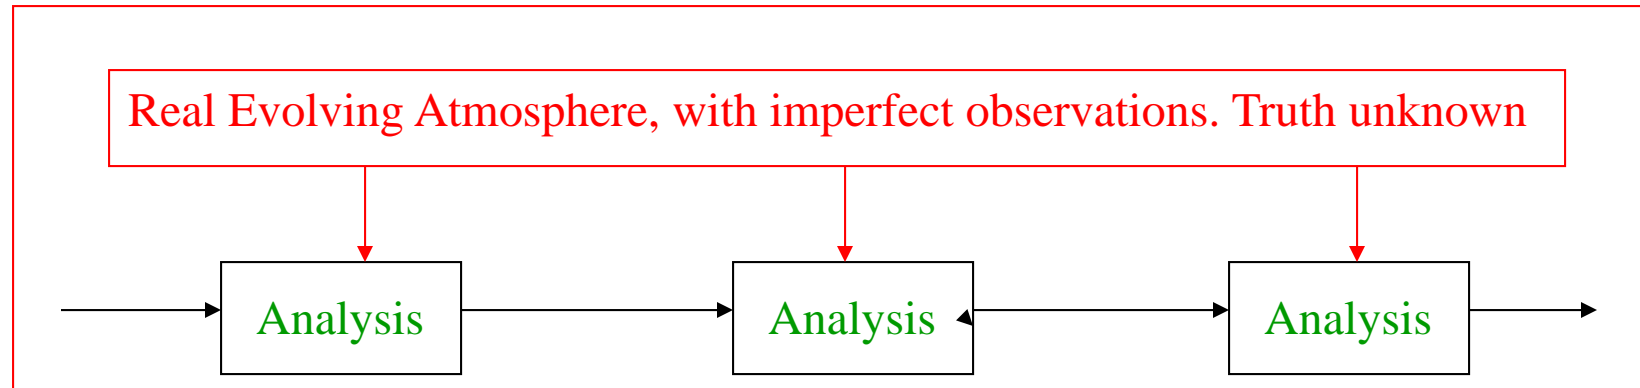 Real Evolving Atmosphere, with imperfect observations. Truth unknown
Analysis
Analysis
Analysis